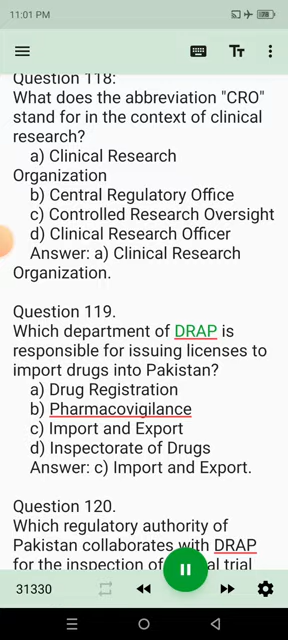 11:01 PM
Question 118:
What does the abbreviation "CRO"
stand for in the context of clinical
research?
a) Clinical Research
Organization
b) Central Regulatory Office
c) Controlled Research Oversight
d) Clinical Research Officer
Answer: a) Clinical Research
Organization.
Question 119.
Which department of DRAP is
responsible for issuing licenses to
import drugs into Pakistan?
a) Drug Registration
b) Pharmacovigilance
c) Import and Export
d) Inspectorate of Drugs
Answer: c) Import and Export.
Question 120.
Which regulatory authority of
Pakistan collaborates with DRAP
for the inspection of trial
31330